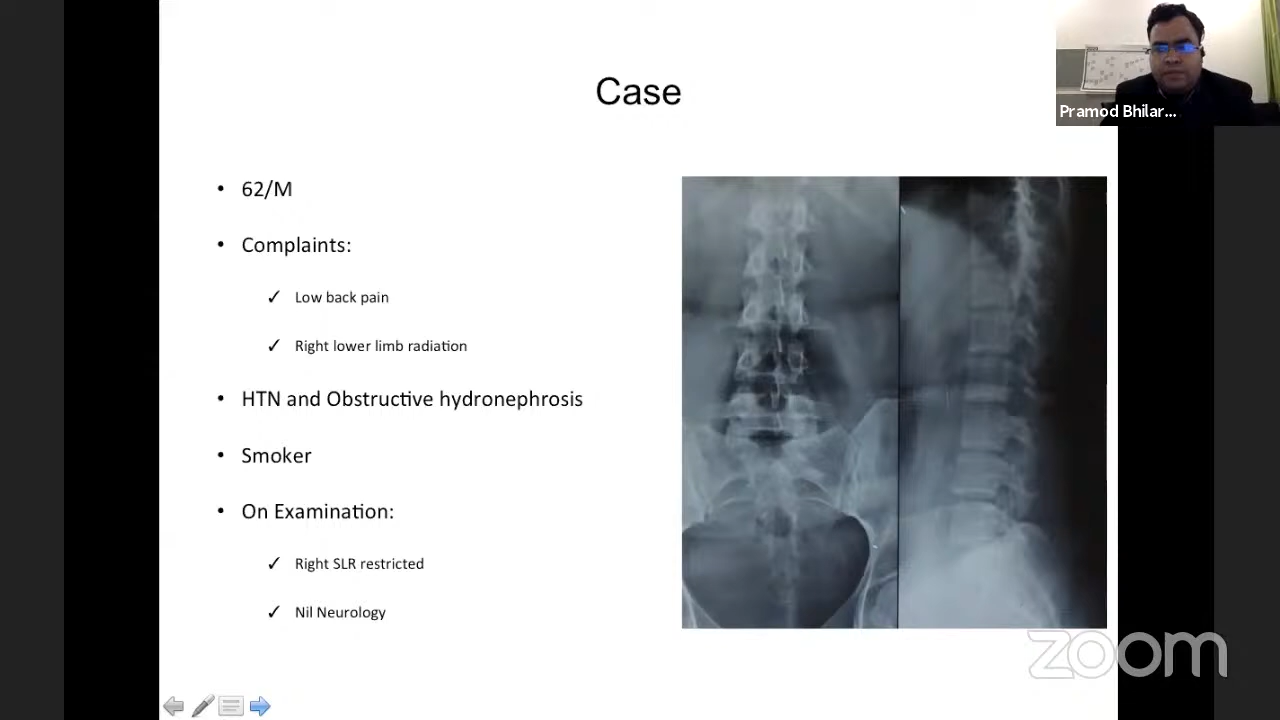 Case
Pramod Bhilar...
• 62/M
• Complaints:
✓ Low back pain
✓ Right lower limb radiation
• HTN and Obstructive hydronephrosis
• Smoker
• On Examination:
✓ Right SLR restricted
✓ Nil Neurology
zoom